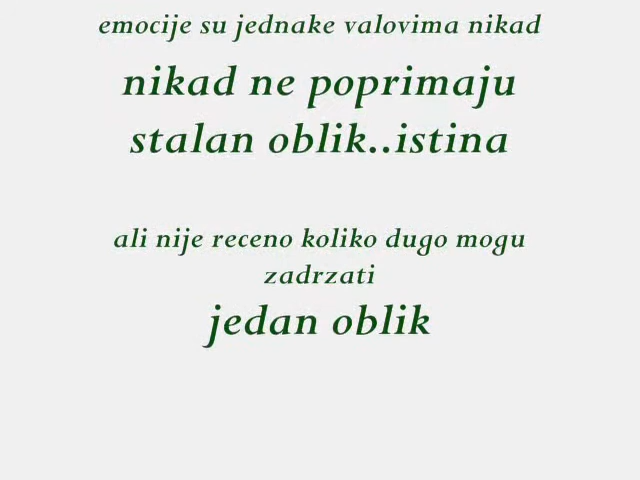 emocije su jednake valovima nikad
nikad ne poprimaju
stalan oblik..istina
ali nije receno koliko dugo mogu
zadrzati
jedan oblik